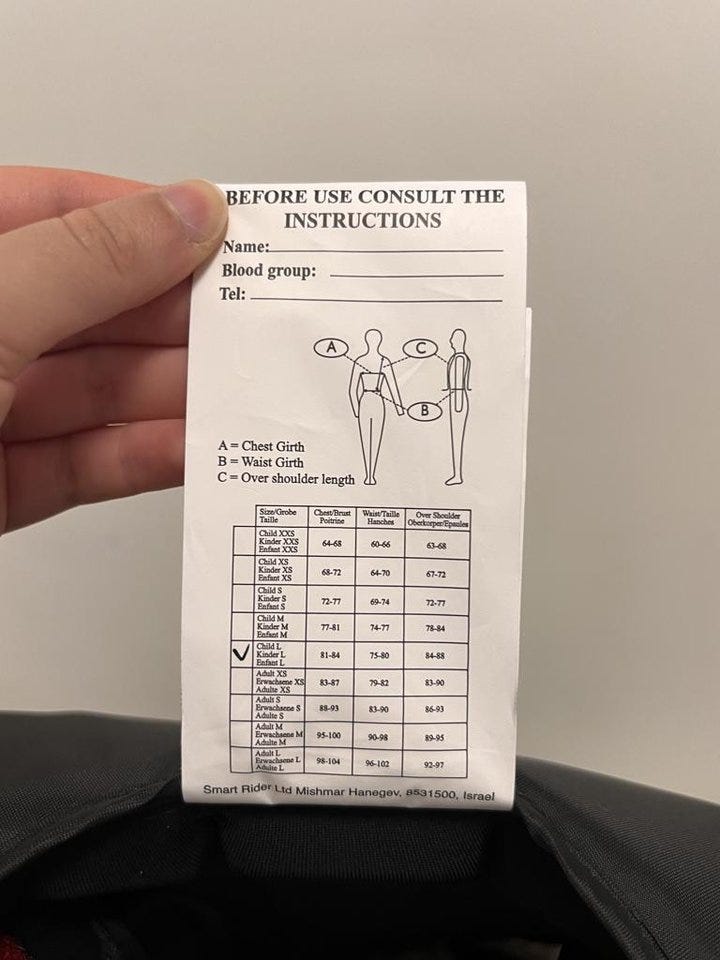 BEFORE USE CONSULT THE
INSTRUCTIONS
Name:
Blood group:
Tel:
A
C
B
A = Chest Girth
B = Waist Girth
C = Over shoulder length
Size/Grobe Taille Chest/Brust Poitrine Waist/Taille Hanches Over Shoulder Oberkorper/Epaules
Child XXS
Kinder XXS 64-68 60-66 63-68
Enfant XXS
Child XS
Kinder XS 68-72 64-70 67-72
Enfant XS
Child S
Kinder S 72-77 69-74 72-77
Enfant S
Child M
Kinder M 77-81 74-77 78-84
Enfant M
Child L
✓ Kinder L 81-84 75-80 84-88
Enfant L
Adult XS
Erwachsene XS 83-87 79-82 83-90
Adulte XS
Adult S
Erwachsene S 88-93 83-90 86-93
Adulte S
Adult M
Erwachsene M 95-100 90-98 89-95
Adulte M
Adult L
Erwachsene L 98-104 96-102 92-97
Adulte L
Smart Rider Ltd Mishmar Hanegev, 8531500, Israel